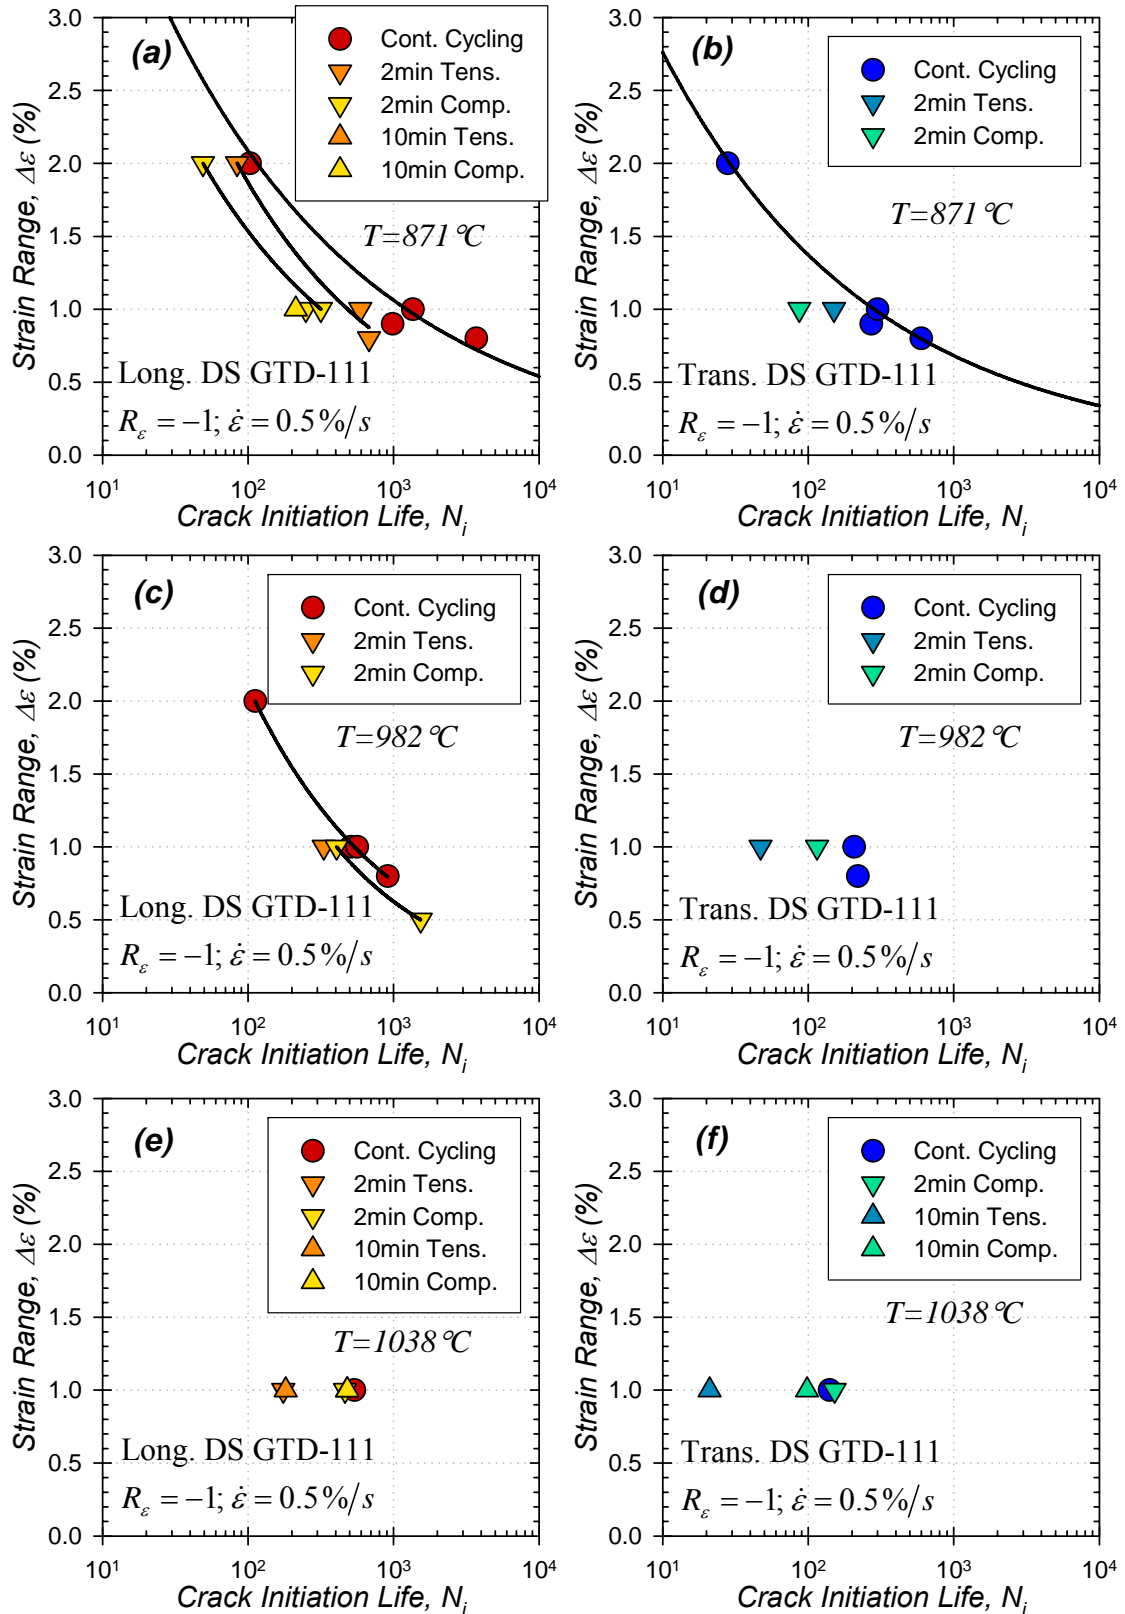 (a)
Cont. Cycling
2min Tens.
2min Comp.
10min Tens.
10min Comp.
T=871°C
Long. DS GTD-111
Rε = −1; ε̇ = 0.5%/s
Strain Range, Δε (%)
3.0
2.5
2.0
1.5
1.0
0.5
0.0
10¹ 10² 10³ 10⁴
Crack Initiation Life, Nᵢ
(b)
Cont. Cycling
2min Tens.
2min Comp.
T=871°C
Trans. DS GTD-111
Rε = −1; ε̇ = 0.5%/s
Strain Range, Δε (%)
3.0
2.5
2.0
1.5
1.0
0.5
0.0
10¹ 10² 10³ 10⁴
Crack Initiation Life, Nᵢ
(c)
Cont. Cycling
2min Tens.
2min Comp.
T=982°C
Long. DS GTD-111
Rε = −1; ε̇ = 0.5%/s
Strain Range, Δε (%)
3.0
2.5
2.0
1.5
1.0
0.5
0.0
10¹ 10² 10³ 10⁴
Crack Initiation Life, Nᵢ
(d)
Cont. Cycling
2min Tens.
2min Comp.
T=982°C
Trans. DS GTD-111
Rε = −1; ε̇ = 0.5%/s
Strain Range, Δε (%)
3.0
2.5
2.0
1.5
1.0
0.5
0.0
10¹ 10² 10³ 10⁴
Crack Initiation Life, Nᵢ
(e)
Cont. Cycling
2min Tens.
2min Comp.
10min Tens.
10min Comp.
T=1038°C
Long. DS GTD-111
Rε = −1; ε̇ = 0.5%/s
Strain Range, Δε (%)
3.0
2.5
2.0
1.5
1.0
0.5
0.0
10¹ 10² 10³ 10⁴
Crack Initiation Life, Nᵢ
(f)
Cont. Cycling
2min Comp.
10min Tens.
10min Comp.
T=1038°C
Trans. DS GTD-111
Rε = −1; ε̇ = 0.5%/s
Strain Range, Δε (%)
3.0
2.5
2.0
1.5
1.0
0.5
0.0
10¹ 10² 10³ 10⁴
Crack Initiation Life, Nᵢ